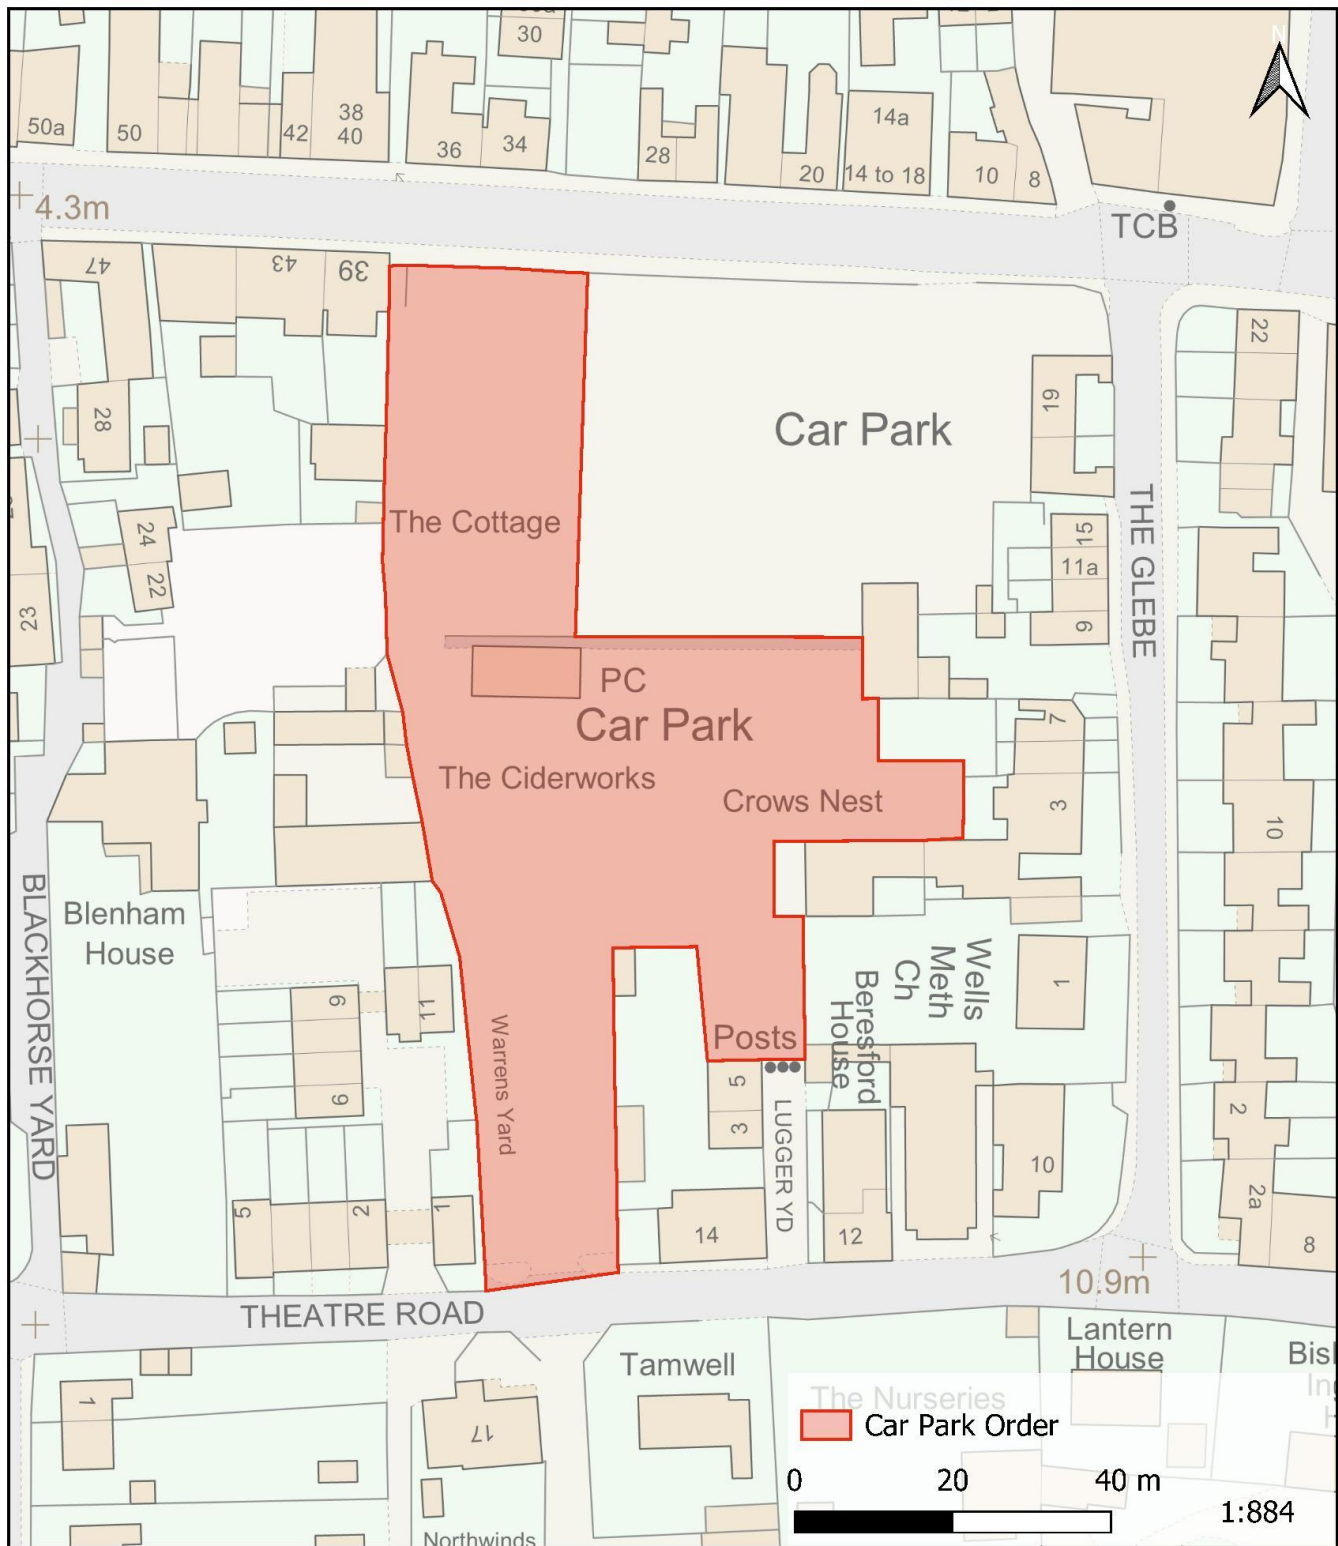 30
N
50a
50
42
38
40
36
34
28
20
14a
14 to 18
10
8
4.3m
TCB
47
43
39
22
28
Car Park
19
The Cottage
THE GLEBE
24
22
15
11a
9
23
PC
Car Park
7
The Ciderworks
Crows Nest
3
10
BLACKHORSE YARD
Blenham
House
Wells
Meth
Ch
Beresford
House
1
9
11
Warrens Yard
Posts
5
3
6
LUGGER YD
2
10
2a
5
2
1
14
12
8
10.9m
THEATRE ROAD
Lantern
House
Tamwell
1
17
The Nurseries
Car Park Order
0 20 40 m
1:884
Northwinds